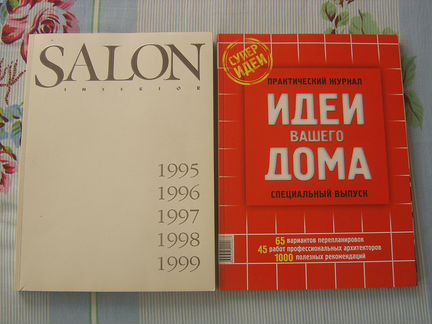 SALON
INTERIOR
1995
1996
1997
1998
1999
СУПЕР
ИДЕИ
ПРАКТИЧЕСКИЙ ЖУРНАЛ
ИДЕИ
ВАШЕГО
ДОМА
СПЕЦИАЛЬНЫЙ ВЫПУСК
65 вариантов перепланировок
45 работ профессиональных архитекторов
1000 полезных рекомендаций